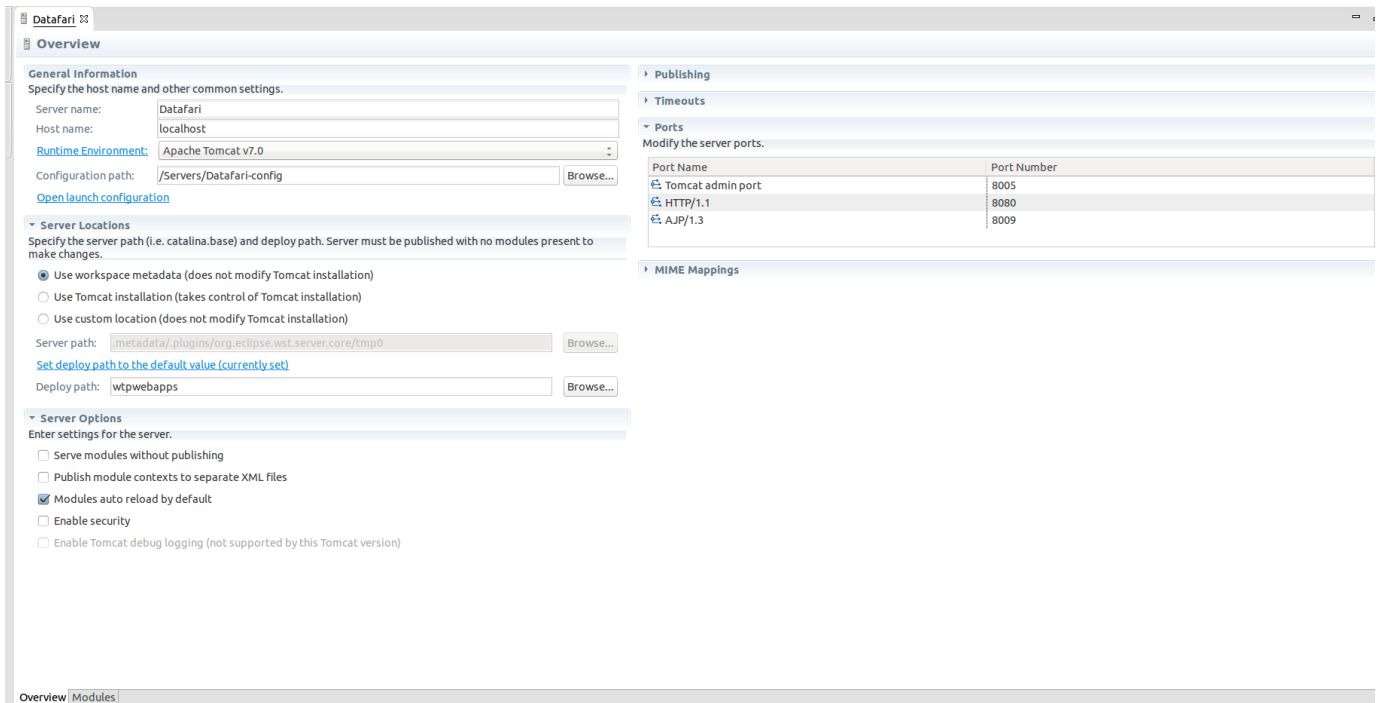 Datafari
Overview
General Information
Specify the host name and other common settings.
Server name: Datafari
Host name: localhost
Runtime Environment: Apache Tomcat v7.0
Configuration path: /Servers/Datafari-config Browse...
Open launch configuration
Server Locations
Specify the server path (i.e. catalina.base) and deploy path. Server must be published with no modules present to
make changes.
Use workspace metadata (does not modify Tomcat installation)
Use Tomcat installation (takes control of Tomcat installation)
Use custom location (does not modify Tomcat installation)
Server path: .metadata/.plugins/org.eclipse.wst.server.core/tmp0 Browse...
Set deploy path to the default value (currently set)
Deploy path: wtpwebapps Browse...
Server Options
Enter settings for the server.
Serve modules without publishing
Publish module contexts to separate XML files
Modules auto reload by default
Enable security
Enable Tomcat debug logging (not supported by this Tomcat version)
Publishing
Timeouts
Ports
Modify the server ports.
Port Name Port Number
Tomcat admin port 8005
HTTP/1.1 8080
AJP/1.3 8009
MIME Mappings
Overview Modules